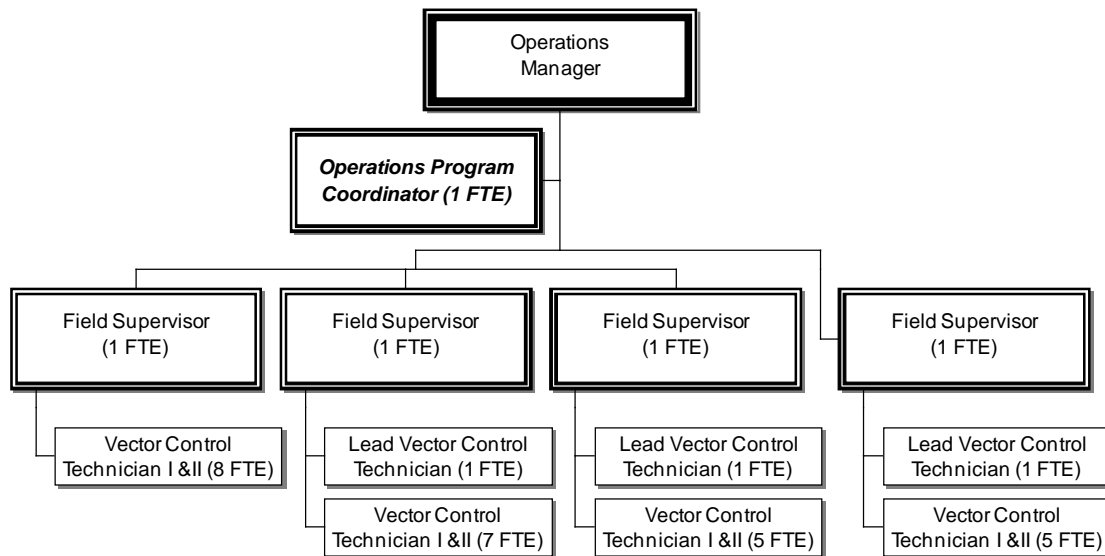 Operations
Manager
Operations Program
Coordinator (1 FTE)
Field Supervisor
(1 FTE)
Field Supervisor
(1 FTE)
Field Supervisor
(1 FTE)
Field Supervisor
(1 FTE)
Vector Control
Technician I &II (8 FTE)
Lead Vector Control
Technician (1 FTE)
Lead Vector Control
Technician (1 FTE)
Lead Vector Control
Technician (1 FTE)
Vector Control
Technician I &II (7 FTE)
Vector Control
Technician I &II (5 FTE)
Vector Control
Technician I &II (5 FTE)